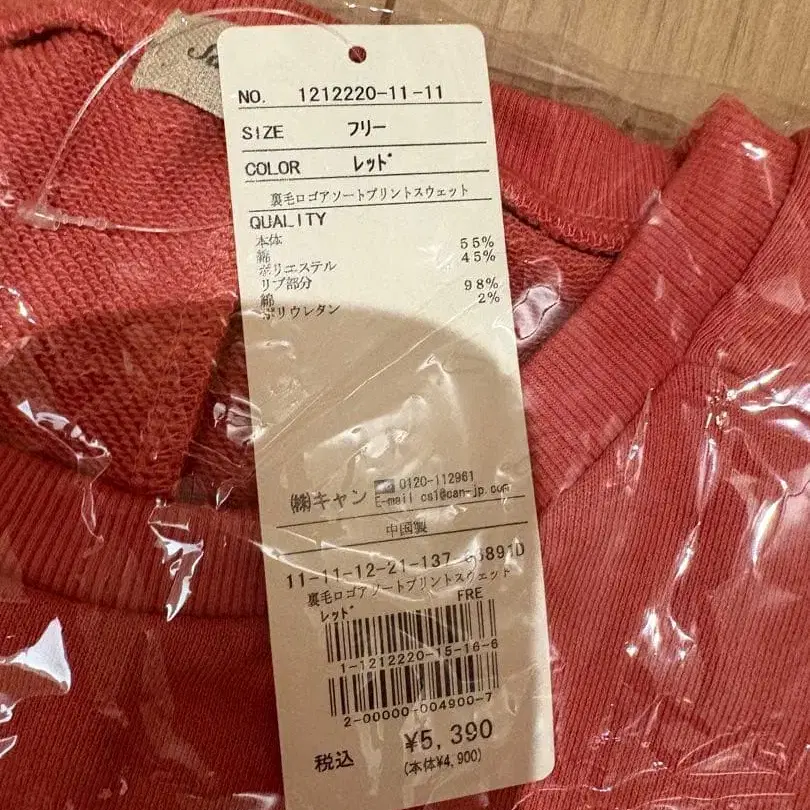 NO. 1212220-11-11
SIZE フリー
COLOR レッド
裏毛ロゴアソートプリントスウェット
QUALITY
本体
綿 55%
ポリエステル 45%
リブ部分
綿 98%
ポリウレタン 2%
㈱キャン 0120-112961
E-mail cs1@can-jp.com
中国製
11-11-12-21-137
裏毛ロゴアソートプリントスウェット
レッド FRE
1-1212220-15-16-6
2-00000-004900-7
税込 ¥5,390
(本体¥4,900)